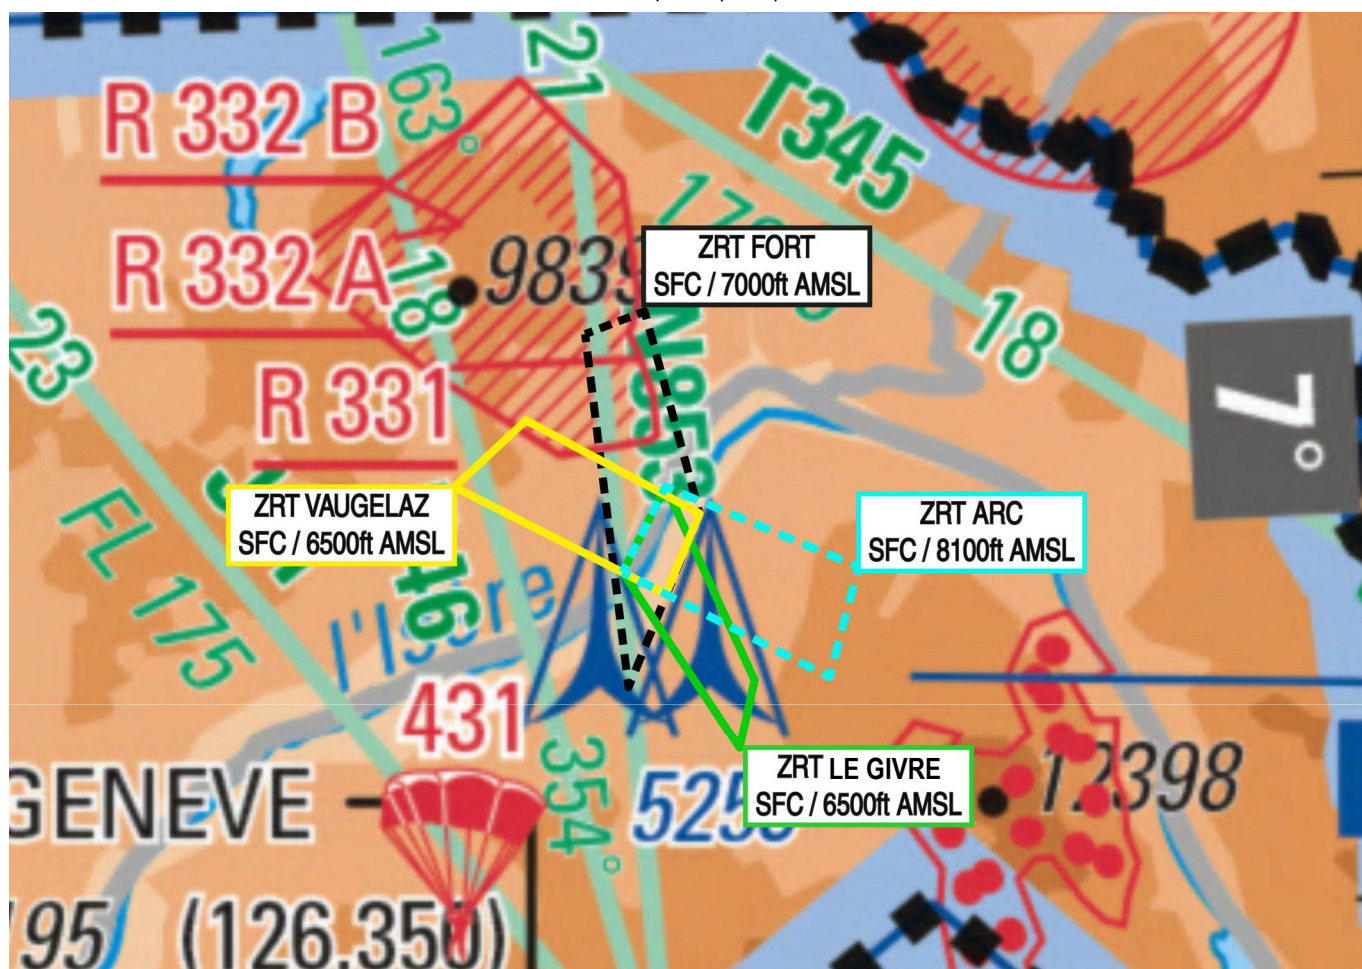 163°
21
T345
R 332 B
R 332 A
18
9839
ZRT FORT
SFC / 7000ft AMSL
18
7°
23
R 331
ZRT VAUGELAZ
SFC / 6500ft AMSL
ZRT ARC
SFC / 8100ft AMSL
FL 175
46
l'Isère
431
ZRT LE GIVRE
SFC / 6500ft AMSL
12398
GENEVE
354°
195 (126.350)